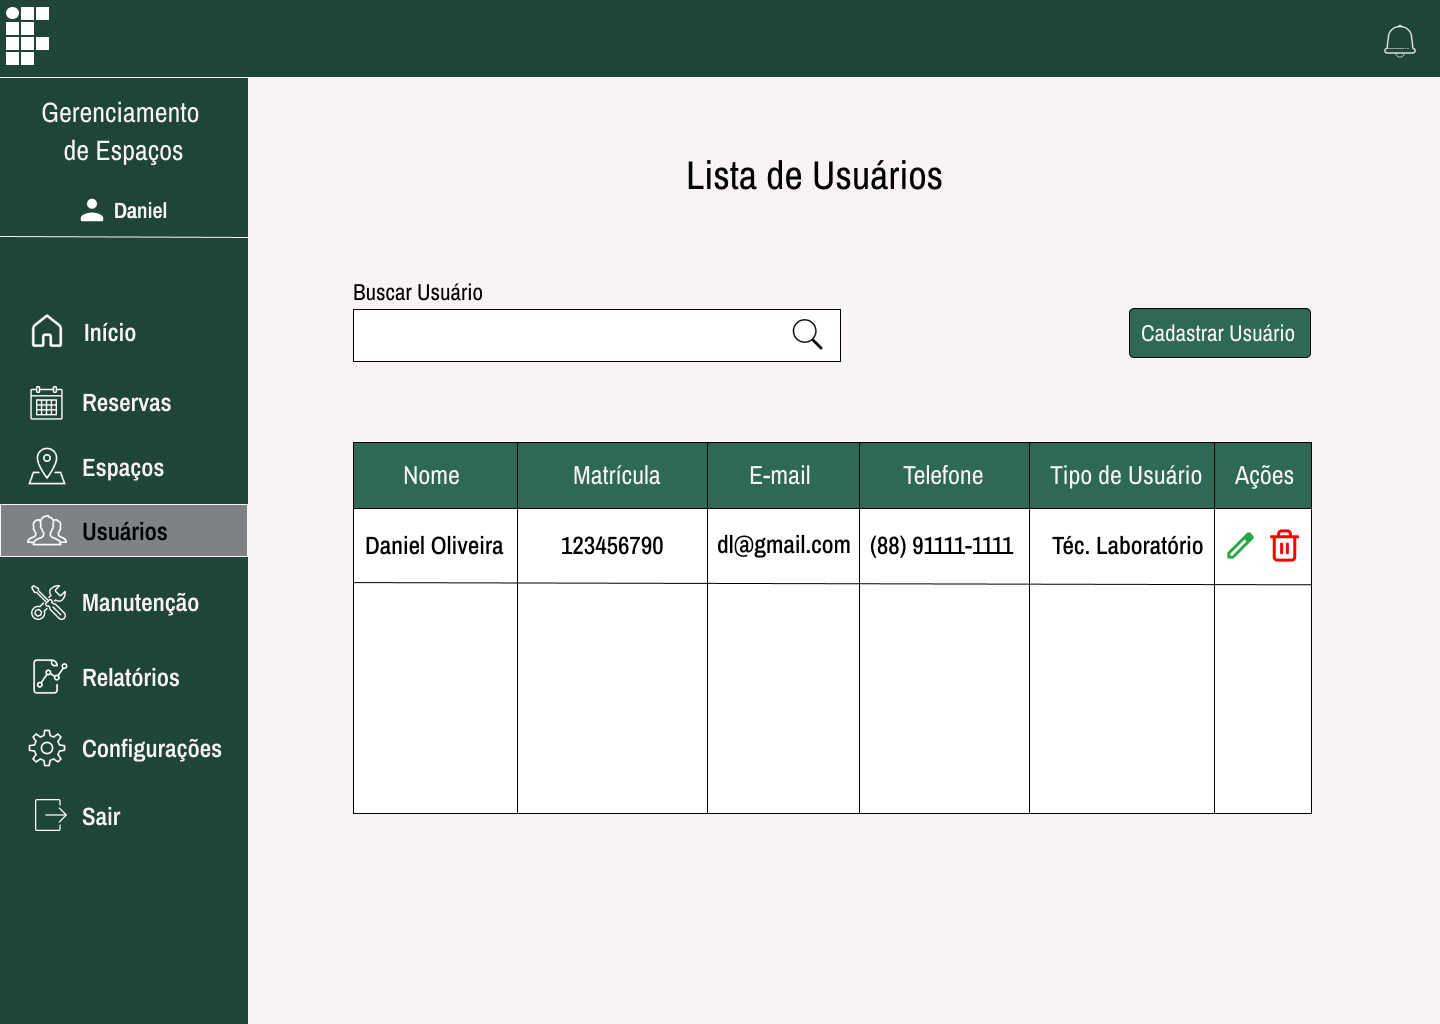 Gerenciamento
de Espaços
Daniel
Início
Reservas
Espaços
Usuários
Manutenção
Relatórios
Configurações
Sair
Lista de Usuários
Buscar Usuário
Cadastrar Usuário
Nome Matrícula E-mail Telefone Tipo de Usuário Ações
Daniel Oliveira 123456790 dl@gmail.com (88) 91111-1111 Téc. Laboratório